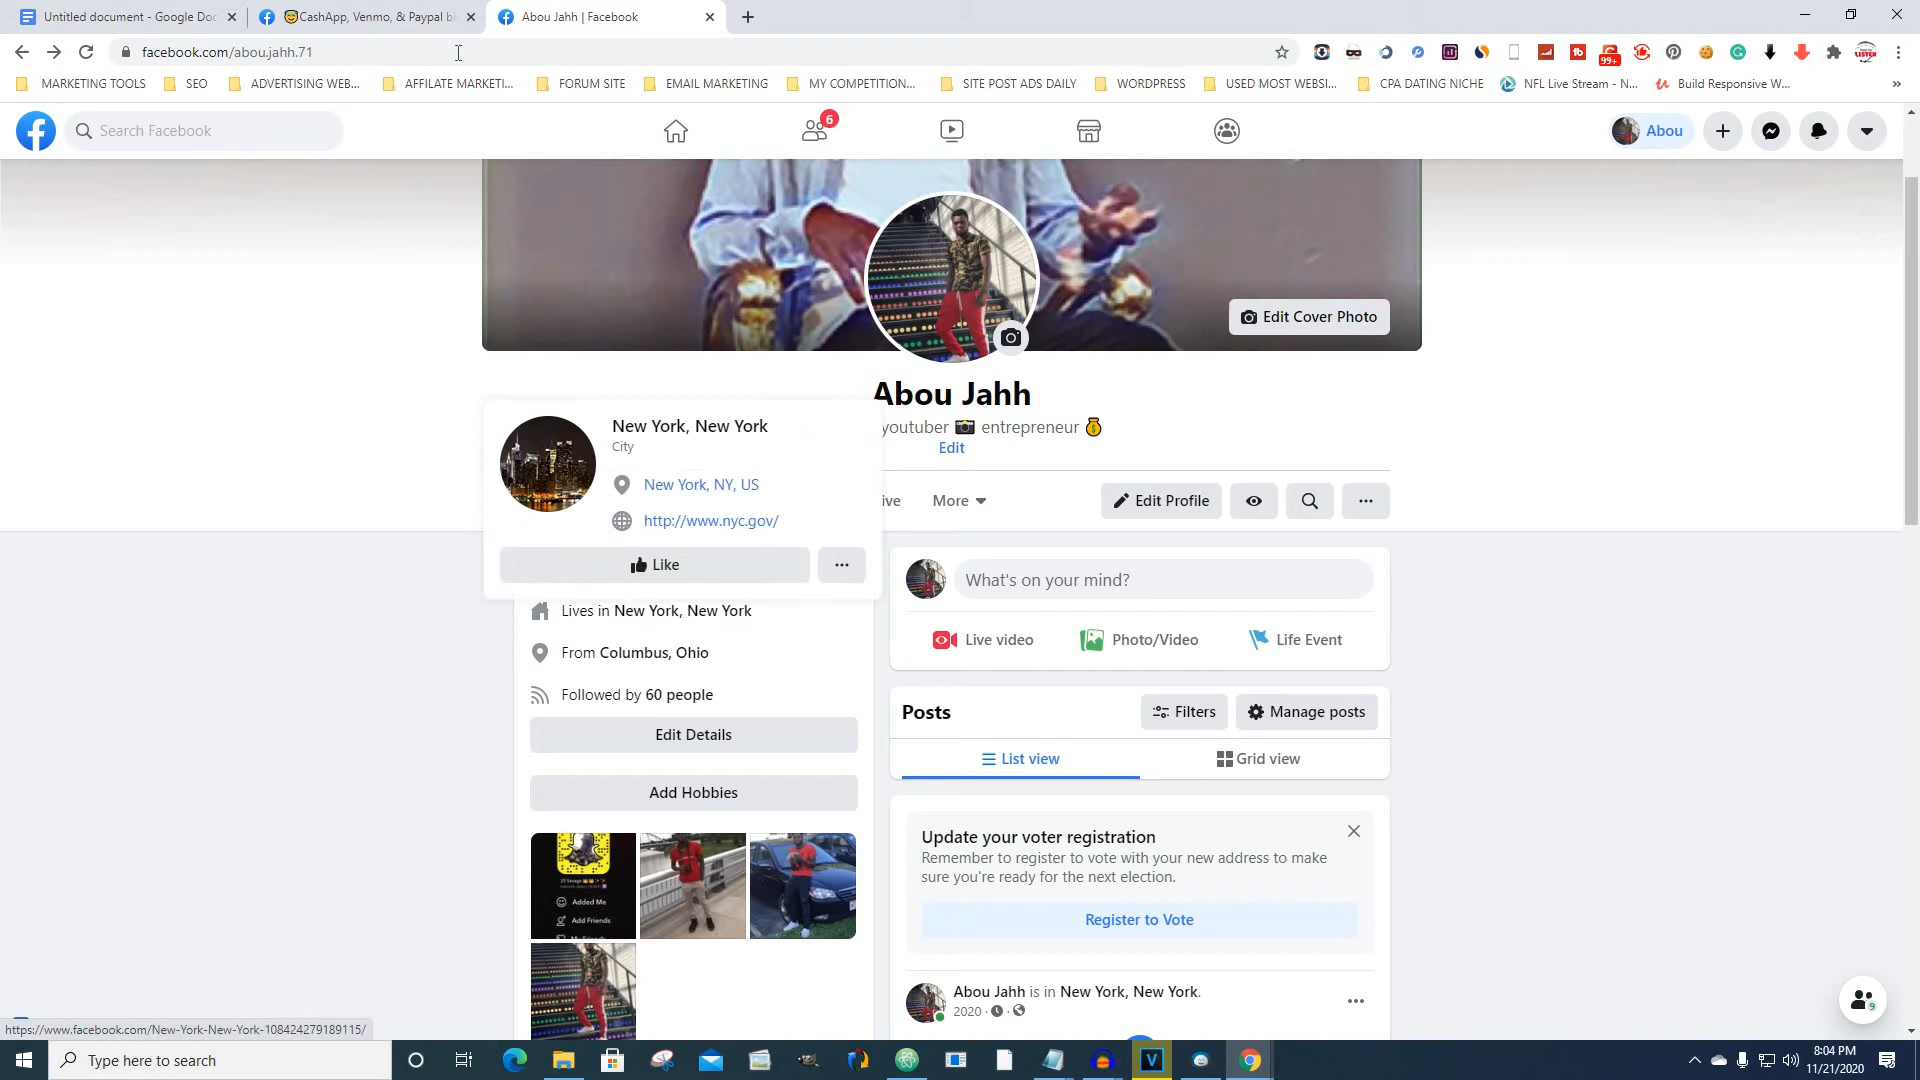 Untitled document - Google Doc
😇CashApp, Venmo, & Paypal b
Abou Jahh | Facebook
facebook.com/abou.jahh.71
99+
MARKETING TOOLS
SEO
ADVERTISING WEB...
AFFILATE MARKETI...
FORUM SITE
EMAIL MARKETING
MY COMPETITION...
SITE POST ADS DAILY
WORDPRESS
USED MOST WEBSI...
CPA DATING NICHE
NFL Live Stream - N...
Build Responsive W...
»
Search Facebook
6
Abou
Edit Cover Photo
Abou Jahh
youtuber 📷 entrepreneur 💰
Edit
New York, New York
City
New York, NY, US
http://www.nyc.gov/
Like
ive
More
Edit Profile
Lives in New York, New York
From Columbus, Ohio
Followed by 60 people
Edit Details
Add Hobbies
Added Me
Add Friends
What's on your mind?
Live video
Photo/Video
Life Event
Posts
Filters
Manage posts
List view
Grid view
Update your voter registration
Remember to register to vote with your new address to make
sure you're ready for the next election.
Register to Vote
Abou Jahh is in New York, New York.
2020 ·
9
https://www.facebook.com/New-York-New-York-108424279189115/
Type here to search
V
8:04 PM
11/21/2020